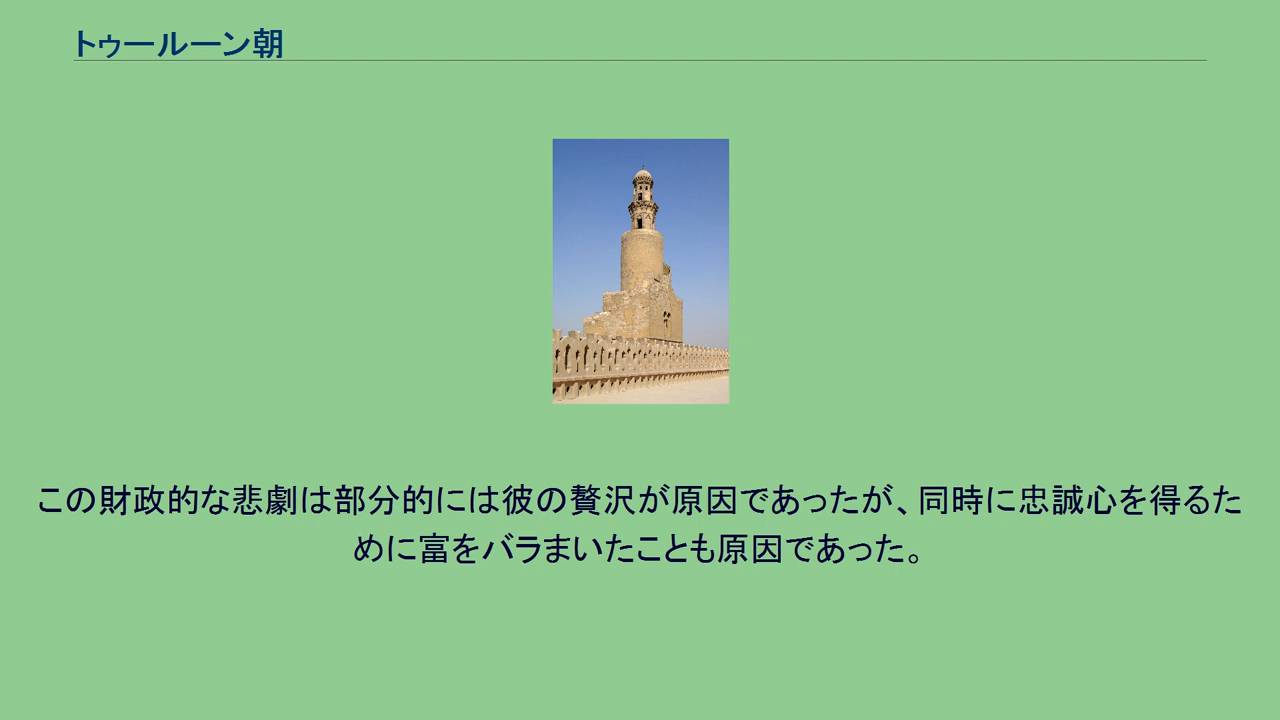 トゥールーン朝
この財政的な悲劇は部分的には彼の贅沢が原因であったが、同時に忠誠心を得るた
めに富をバラまいたことも原因であった。